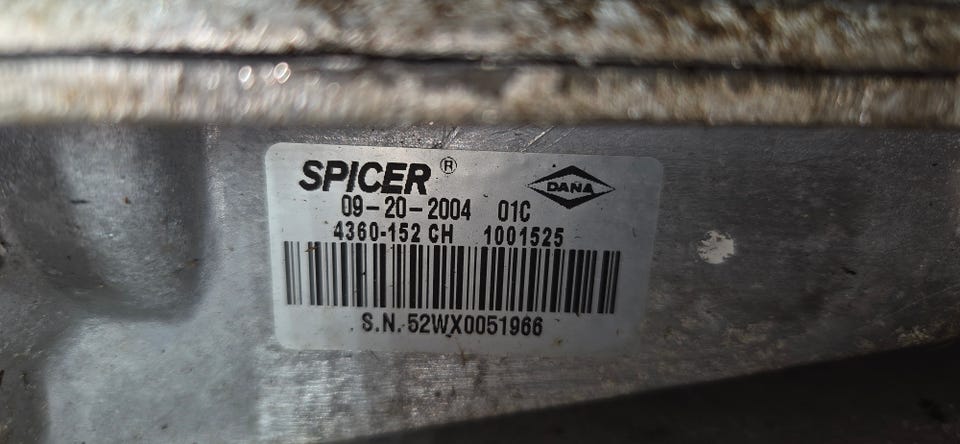 SPICER®
DANA
09-20-2004 01C
4360-152 CH 1001525
S.N. 52WX0051966